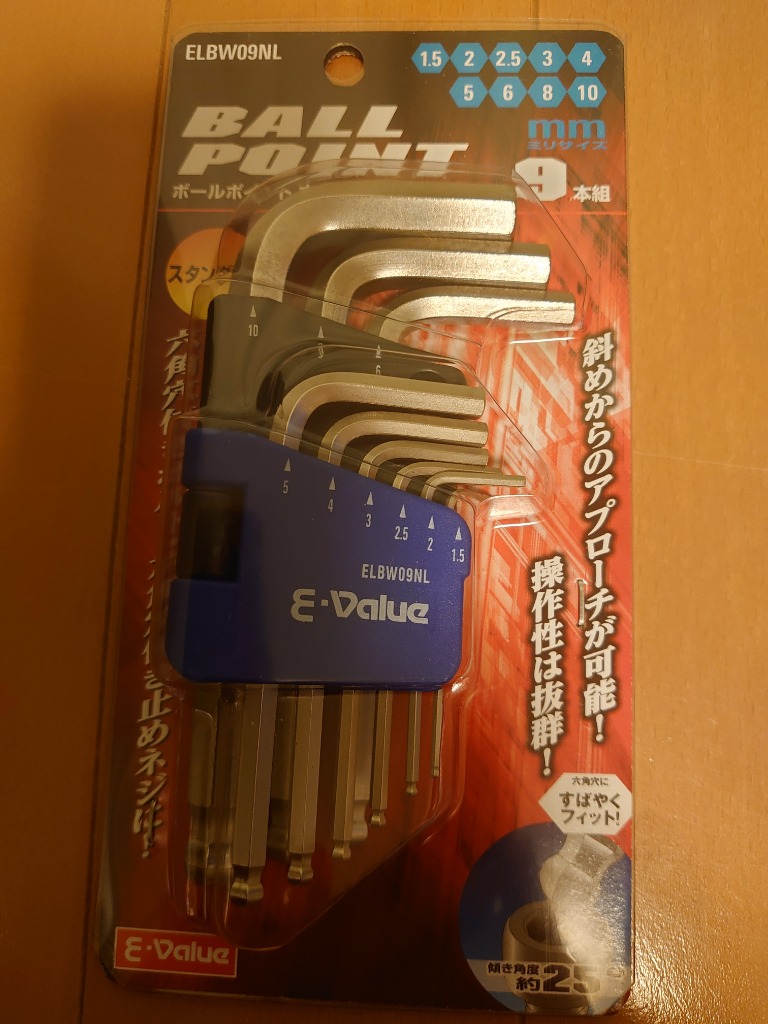 ELBW09NL
1.5 2 2.5 3 4
5 6 8 10
BALL
POINT
mm
ミリサイズ
9本組
斜めからのアプローチが可能!
操作性は抜群!
10
8
6
5
4
3
2.5
2
1.5
ELBW09NL
E·Value
六角穴に
すばやく
フィット!
傾き角度
約25°
E·Value